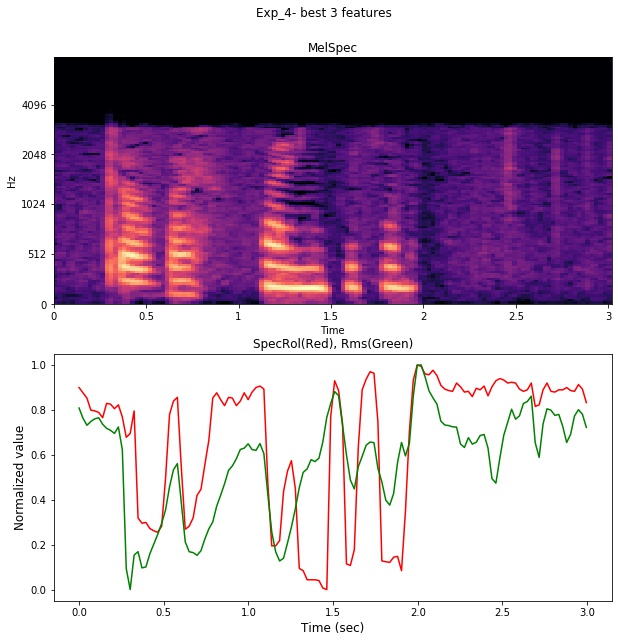 Exp_4- best 3 features
MelSpec
4096
2048
1024
512
0
Hz
0 0.5 1 1.5 2 2.5 3
Time
SpecRol(Red), Rms(Green)
1.0
0.8
0.6
0.4
0.2
0.0
Normalized value
0.0 0.5 1.0 1.5 2.0 2.5 3.0
Time (sec)